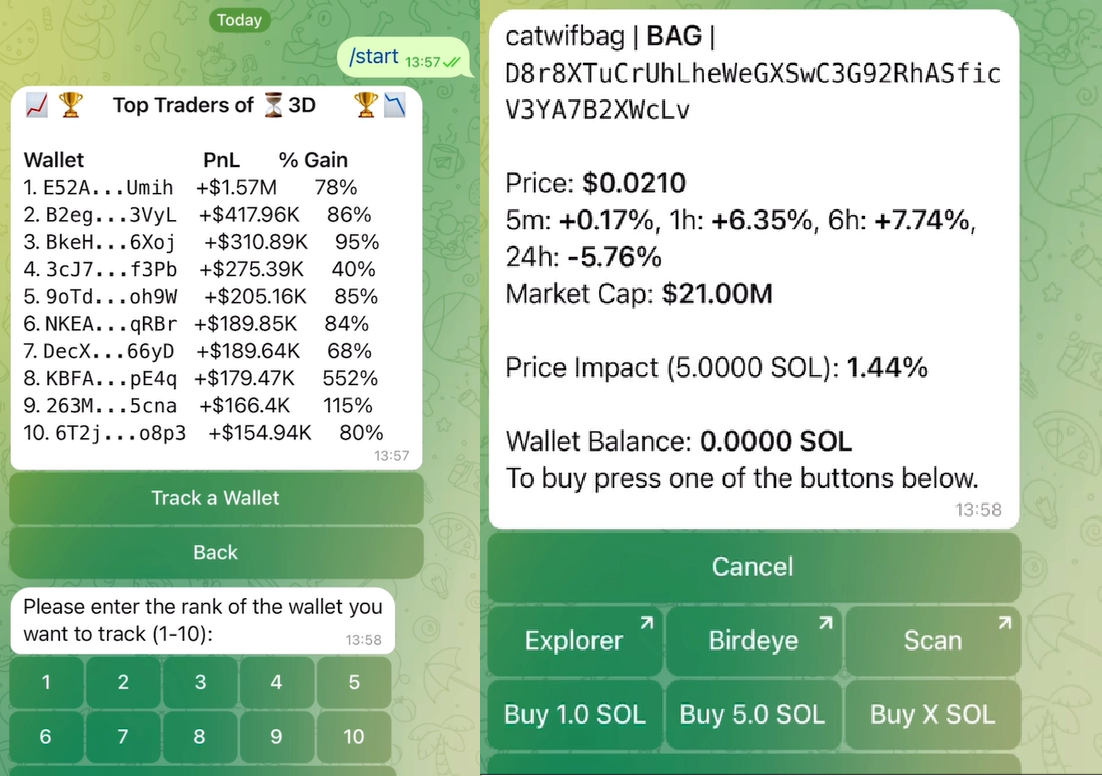 Today
/start 13:57
Top Traders of 3D
Wallet PnL % Gain
1. E52A...Umih +$1.57M 78%
2. B2eg...3VyL +$417.96K 86%
3. BkeH...6Xoj +$310.89K 95%
4. 3cJ7...f3Pb +$275.39K 40%
5. 9oTd...oh9W +$205.16K 85%
6. NKEA...qRBr +$189.85K 84%
7. DecX...66yD +$189.64K 68%
8. KBFA...pE4q +$179.47K 552%
9. 263M...5cna +$166.4K 115%
10. 6T2j...o8p3 +$154.94K 80%
13:57
Track a Wallet
Back
Please enter the rank of the wallet you
want to track (1-10):
13:58
1 2 3 4 5
6 7 8 9 10
catwifbag | BAG |
D8r8XTuCrUhLheWeGXSwC3G92RhASfic
V3YA7B2XWcLv
Price: $0.0210
5m: +0.17%, 1h: +6.35%, 6h: +7.74%,
24h: -5.76%
Market Cap: $21.00M
Price Impact (5.0000 SOL): 1.44%
Wallet Balance: 0.0000 SOL
To buy press one of the buttons below.
13:58
Cancel
Explorer Birdeye Scan
Buy 1.0 SOL Buy 5.0 SOL Buy X SOL